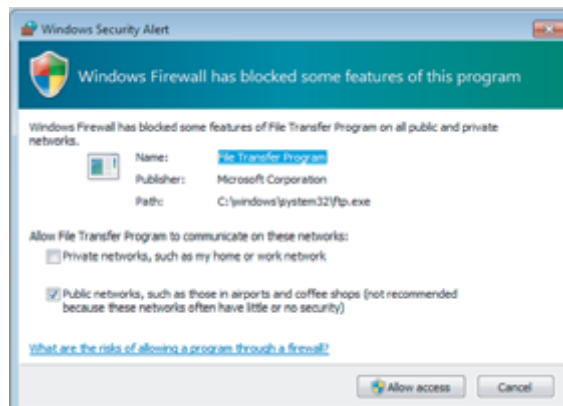 Windows Security Alert
Windows Firewall has blocked some features of this program
Windows Firewall has blocked some features of File Transfer Program on all public and private
networks.
Name: File Transfer Program
Publisher: Microsoft Corporation
Path: C:\windows\system32\ftp.exe
Allow File Transfer Program to communicate on these networks:
Private networks, such as my home or work network
Public networks, such as those in airports and coffee shops (not recommended
because these networks often have little or no security)
What are the risks of allowing a program through a firewall?
Allow access Cancel